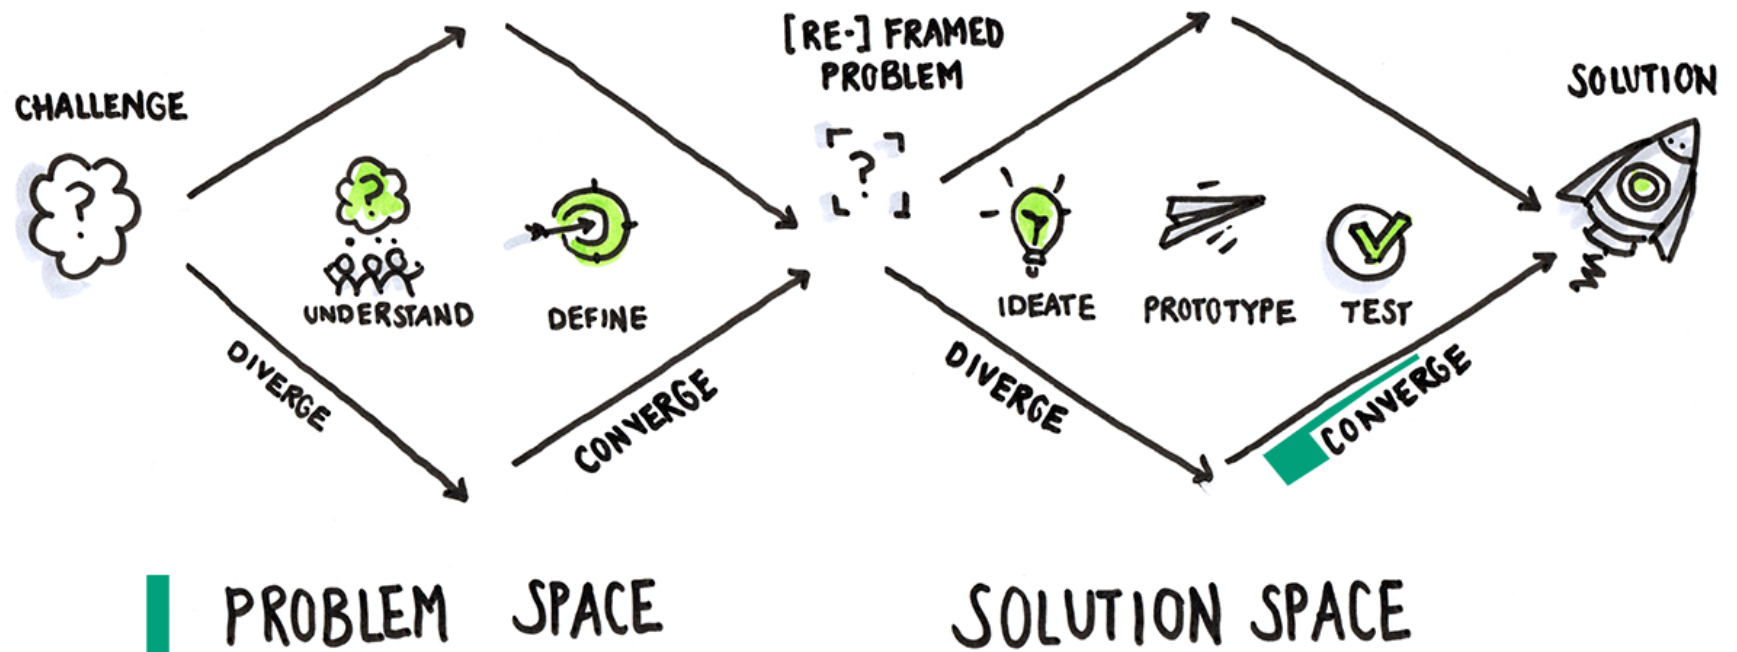 CHALLENGE
[RE-] FRAMED
PROBLEM
SOLUTION
?
?
?
UNDERSTAND
DEFINE
IDEATE
PROTOTYPE
TEST
DIVERGE
CONVERGE
DIVERGE
CONVERGE
PROBLEM SPACE
SOLUTION SPACE